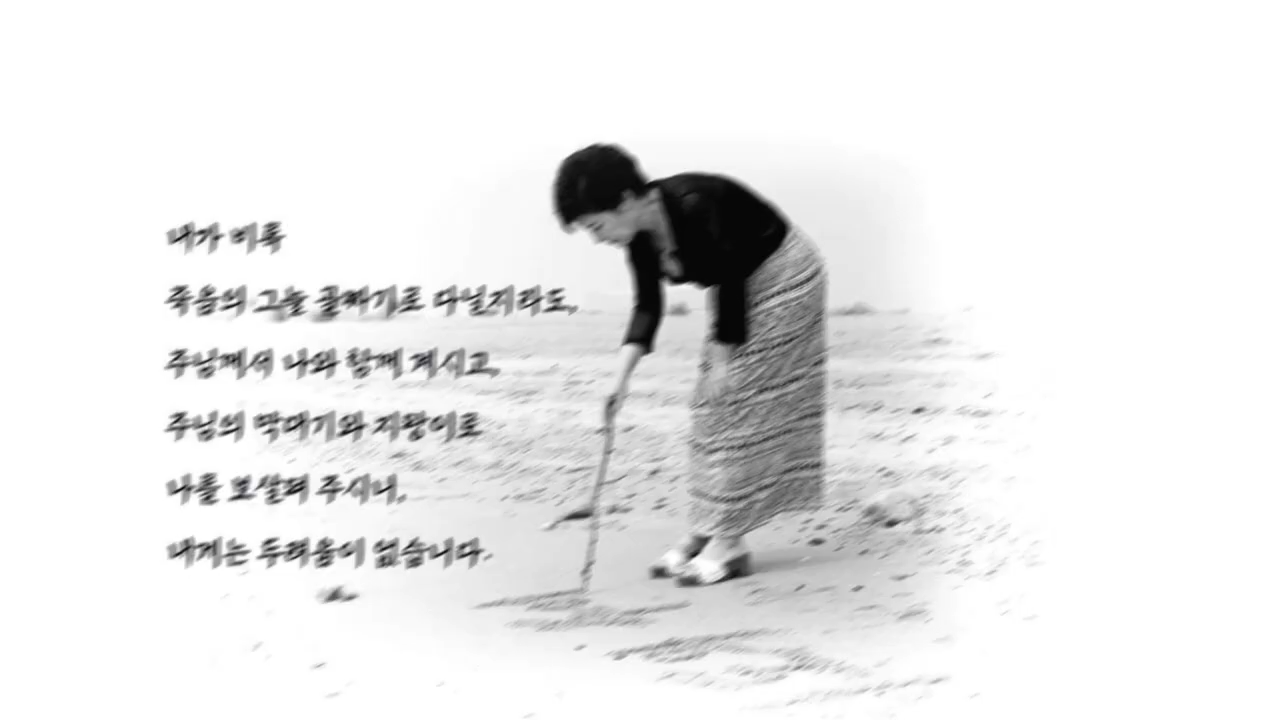 내가 비록
죽음의 그늘 골짜기로 다닐지라도,
주님께서 나와 함께 계시고,
주님의 막대기와 지팡이로
나를 보살펴 주시니,
내게는 두려움이 없습니다.